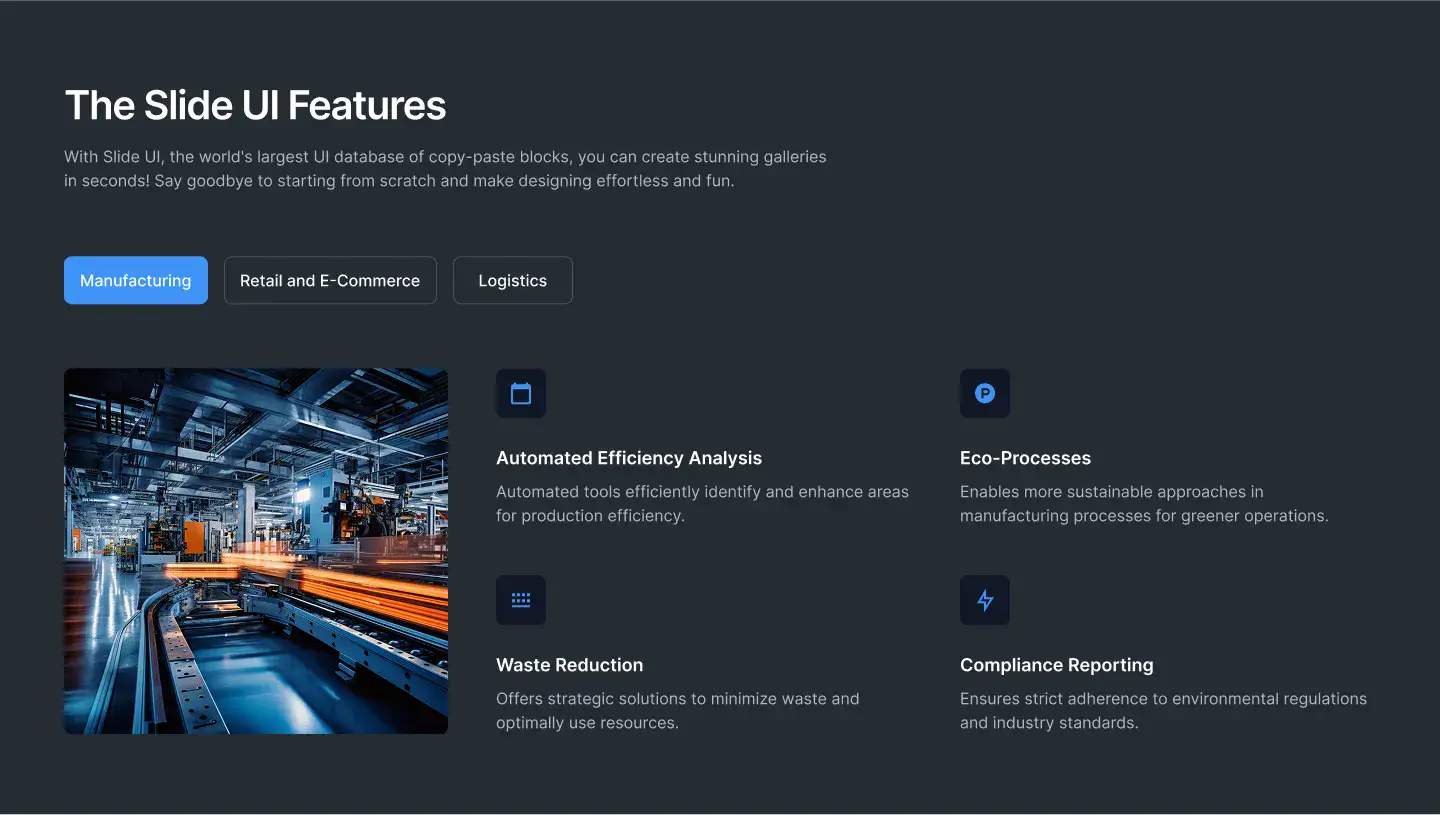 The Slide UI Features
With Slide UI, the world's largest UI database of copy-paste blocks, you can create stunning galleries
in seconds! Say goodbye to starting from scratch and make designing effortless and fun.
Manufacturing
Retail and E-Commerce
Logistics
Automated Efficiency Analysis
Automated tools efficiently identify and enhance areas
for production efficiency.
P
Eco-Processes
Enables more sustainable approaches in
manufacturing processes for greener operations.
Waste Reduction
Offers strategic solutions to minimize waste and
optimally use resources.
Compliance Reporting
Ensures strict adherence to environmental regulations
and industry standards.